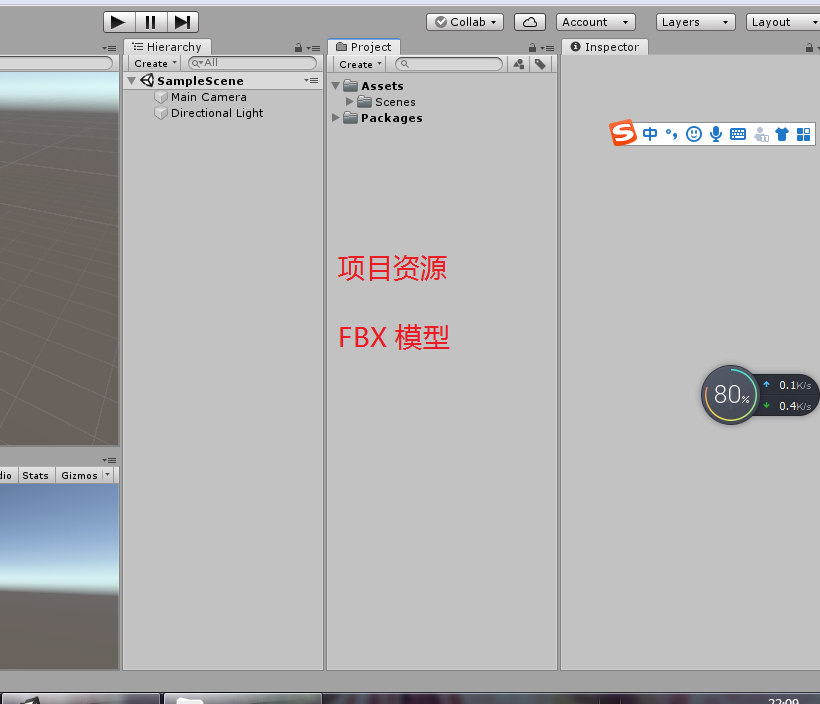 Collab
Account
Layers
Layout
Hierarchy
Project
Inspector
Create
All
Create
SampleScene
Main Camera
Directional Light
Assets
Scenes
Packages
中
项目资源
FBX 模型
80%
0.1K/s
0.4K/s
dio
Stats
Gizmos
22:09